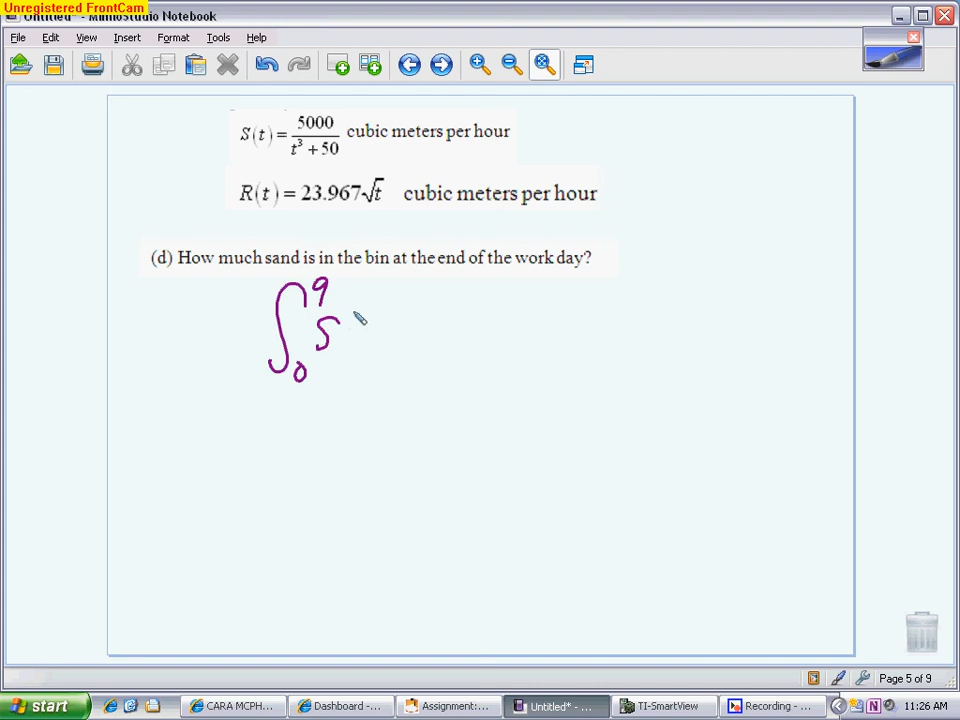 Unregistered FrontCam
Untitled* - MimioStudio Notebook
File Edit View Insert Format Tools Help
S(t) = 5000 / (t³ + 50) cubic meters per hour
R(t) = 23.967√t cubic meters per hour
(d) How much sand is in the bin at the end of the work day?
∫₀⁹ S
Page 5 of 9
start
CARA MCPH...
Dashboard -...
Assignment:...
Untitled* - ...
TI-SmartView
Recording - ...
11:26 AM